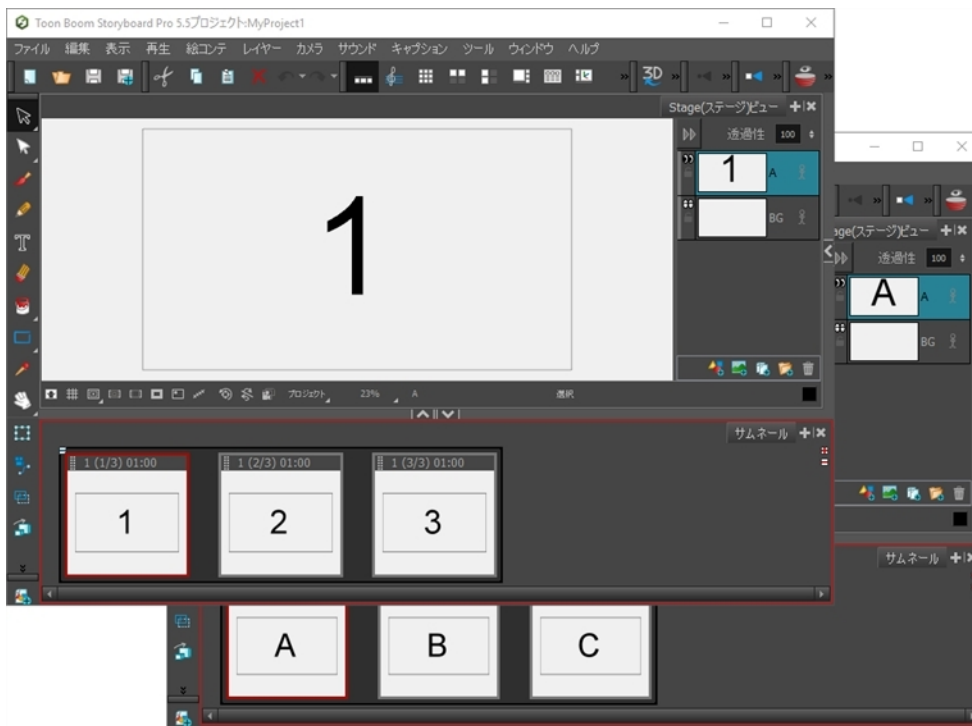 Toon Boom Storyboard Pro 5.5プロジェクト:MyProject1
ファイル 編集 表示 再生 絵コンテ レイヤー カメラ サウンド キャプション ツール ウィンドウ ヘルプ
3D
Stage(ステージ)ビュー
透過性 100
1
1 A
BG
プロジェクト 23% A 選択
サムネール
1 (1/3) 01:00
1 (2/3) 01:00
1 (3/3) 01:00
1
2
3
age(ステージ)ビュー
透過性 100
A A
BG
サムネール
A
B
C